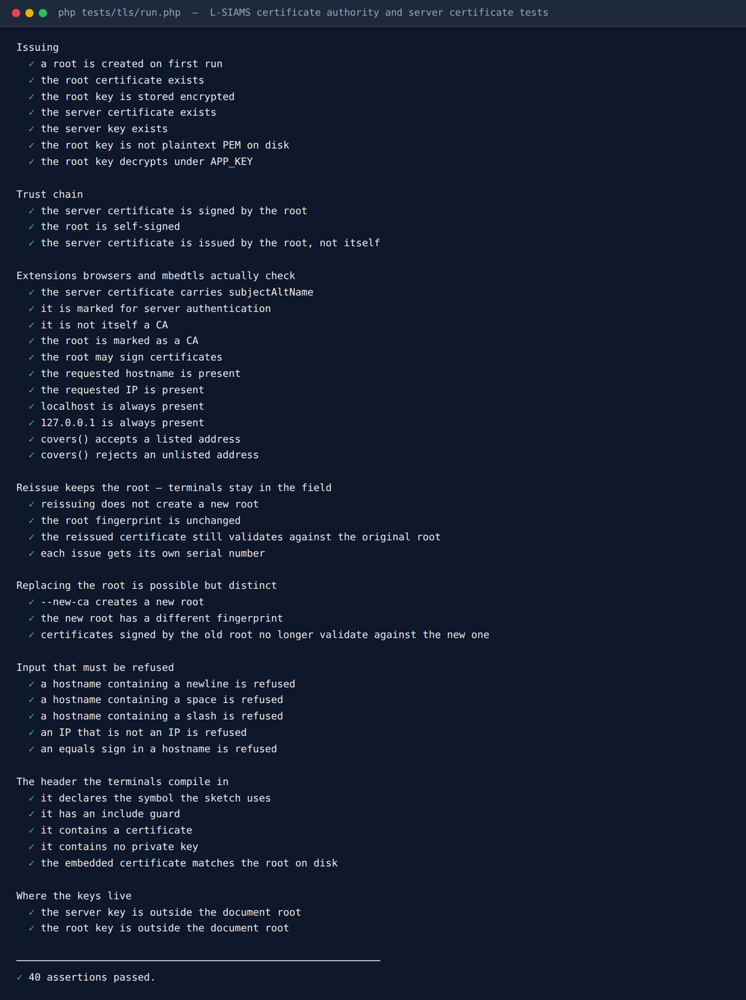 php tests/tls/run.php — L-SIAMS certificate authority and server certificate tests
Issuing
✓ a root is created on first run
✓ the root certificate exists
✓ the root key is stored encrypted
✓ the server certificate exists
✓ the server key exists
✓ the root key is not plaintext PEM on disk
✓ the root key decrypts under APP_KEY
Trust chain
✓ the server certificate is signed by the root
✓ the root is self-signed
✓ the server certificate is issued by the root, not itself
Extensions browsers and mbedtls actually check
✓ the server certificate carries subjectAltName
✓ it is marked for server authentication
✓ it is not itself a CA
✓ the root is marked as a CA
✓ the root may sign certificates
✓ the requested hostname is present
✓ the requested IP is present
✓ localhost is always present
✓ 127.0.0.1 is always present
✓ covers() accepts a listed address
✓ covers() rejects an unlisted address
Reissue keeps the root — terminals stay in the field
✓ reissuing does not create a new root
✓ the root fingerprint is unchanged
✓ the reissued certificate still validates against the original root
✓ each issue gets its own serial number
Replacing the root is possible but distinct
✓ --new-ca creates a new root
✓ the new root has a different fingerprint
✓ certificates signed by the old root no longer validate against the new one
Input that must be refused
✓ a hostname containing a newline is refused
✓ a hostname containing a space is refused
✓ a hostname containing a slash is refused
✓ an IP that is not an IP is refused
✓ an equals sign in a hostname is refused
The header the terminals compile in
✓ it declares the symbol the sketch uses
✓ it has an include guard
✓ it contains a certificate
✓ it contains no private key
✓ the embedded certificate matches the root on disk
Where the keys live
✓ the server key is outside the document root
✓ the root key is outside the document root
✓ 40 assertions passed.